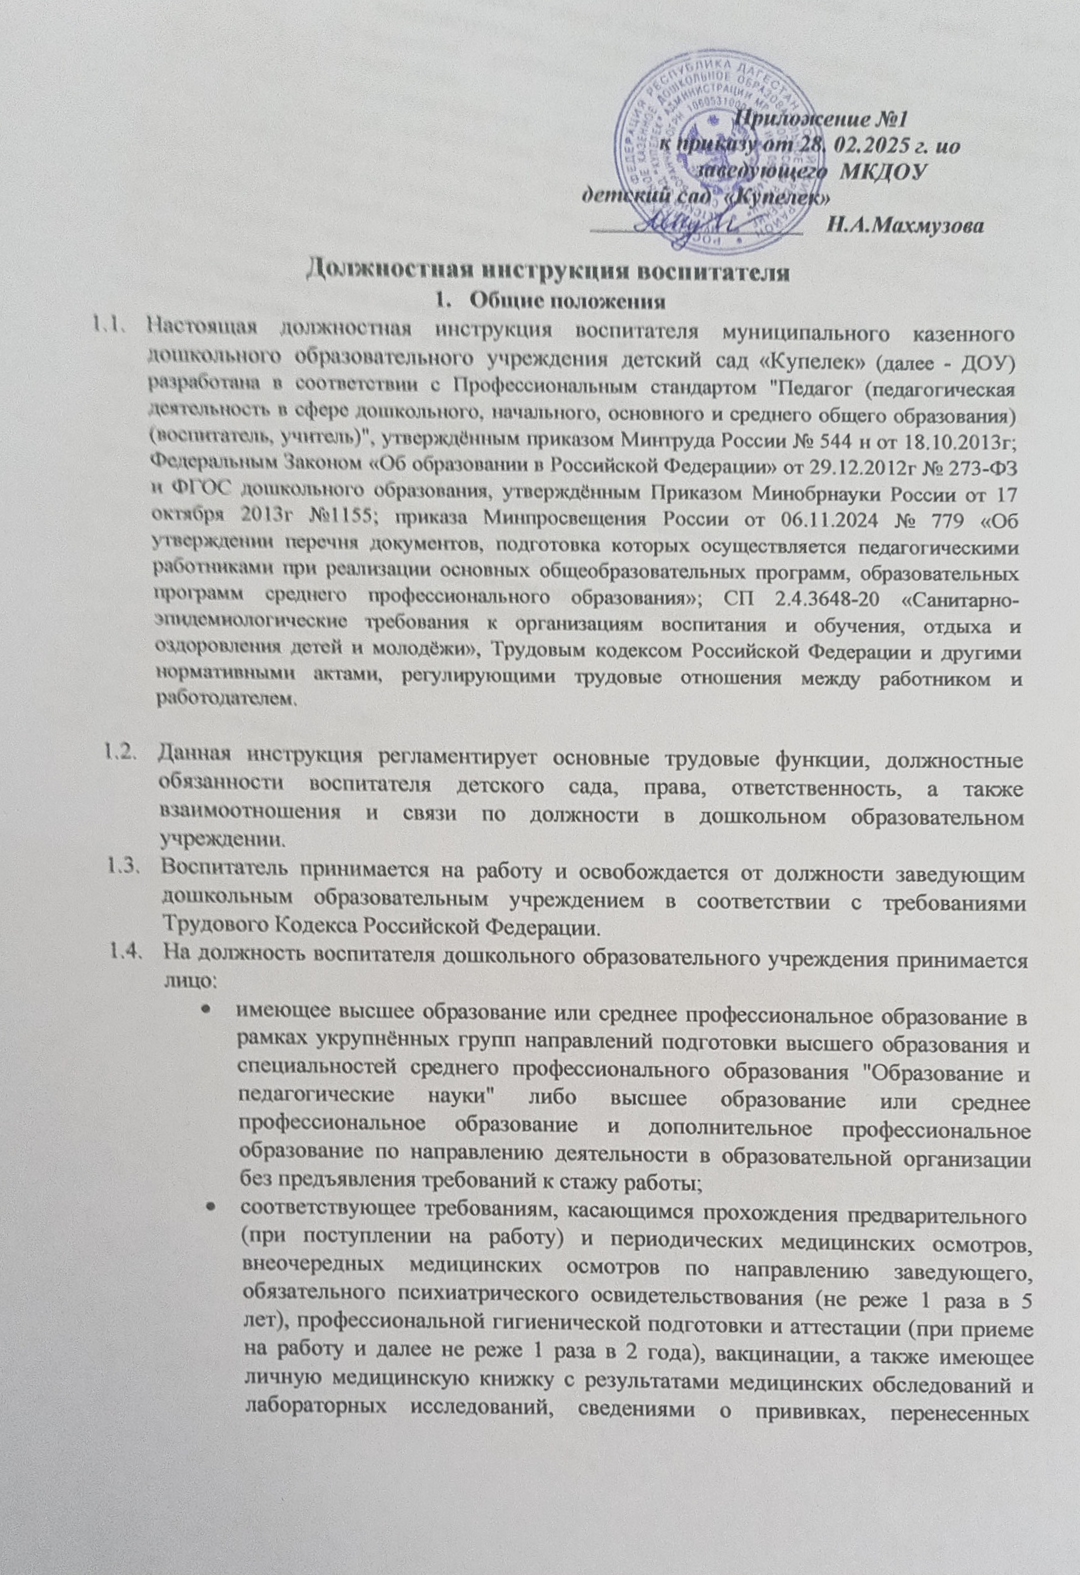 Приложение №1
к приказу от 28. 02.2025 г. ио
заведующего МКДОУ
детский сад «Купелек»
Н.А.Махмузова
Должностная инструкция воспитателя
1. Общие положения
1.1. Настоящая должностная инструкция воспитателя муниципального казенного
дошкольного образовательного учреждения детский сад «Купелек» (далее - ДОУ)
разработана в соответствии с Профессиональным стандартом "Педагог (педагогическая
деятельность в сфере дошкольного, начального, основного и среднего общего образования)
(воспитатель, учитель)", утверждённым приказом Минтруда России № 544 н от 18.10.2013г;
Федеральным Законом «Об образовании в Российской Федерации» от 29.12.2012г № 273-ФЗ
и ФГОС дошкольного образования, утверждённым Приказом Минобрнауки России от 17
октября 2013г №1155; приказа Минпросвещения России от 06.11.2024 № 779 «Об
утверждении перечня документов, подготовка которых осуществляется педагогическими
работниками при реализации основных общеобразовательных программ, образовательных
программ среднего профессионального образования»; СП 2.4.3648-20 «Санитарно-
эпидемиологические требования к организациям воспитания и обучения, отдыха и
оздоровления детей и молодёжи», Трудовым кодексом Российской Федерации и другими
нормативными актами, регулирующими трудовые отношения между работником и
работодателем.
1.2. Данная инструкция регламентирует основные трудовые функции, должностные
обязанности воспитателя детского сада, права, ответственность, а также
взаимоотношения и связи по должности в дошкольном образовательном
учреждении.
1.3. Воспитатель принимается на работу и освобождается от должности заведующим
дошкольным образовательным учреждением в соответствии с требованиями
Трудового Кодекса Российской Федерации.
1.4. На должность воспитателя дошкольного образовательного учреждения принимается
лицо:
• имеющее высшее образование или среднее профессиональное образование в
рамках укрупнённых групп направлений подготовки высшего образования и
специальностей среднего профессионального образования "Образование и
педагогические науки" либо высшее образование или среднее
профессиональное образование и дополнительное профессиональное
образование по направлению деятельности в образовательной организации
без предъявления требований к стажу работы;
• соответствующее требованиям, касающимся прохождения предварительного
(при поступлении на работу) и периодических медицинских осмотров,
внеочередных медицинских осмотров по направлению заведующего,
обязательного психиатрического освидетельствования (не реже 1 раза в 5
лет), профессиональной гигиенической подготовки и аттестации (при приеме
на работу и далее не реже 1 раза в 2 года), вакцинации, а также имеющее
личную медицинскую книжку с результатами медицинских обследований и
лабораторных исследований, сведениями о прививках, перенесенных